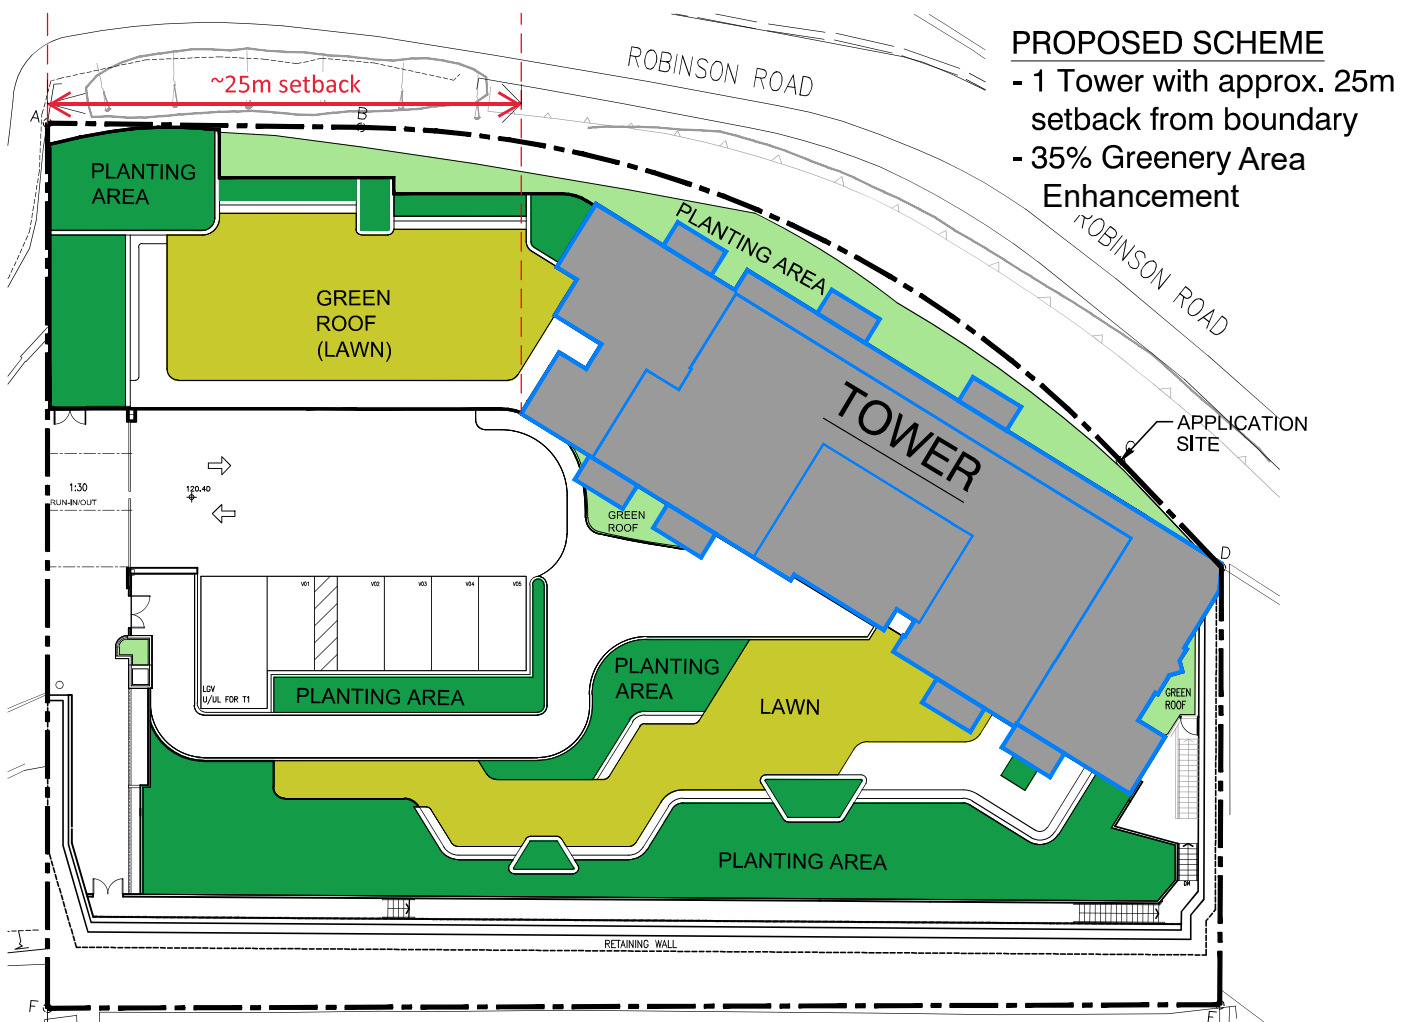 PROPOSED SCHEME
- 1 Tower with approx. 25m
setback from boundary
- 35% Greenery Area
Enhancement
ROBINSON ROAD
~25m setback
A
B
PLANTING
AREA
PLANTING AREA
ROBINSON ROAD
GREEN
ROOF
(LAWN)
TOWER
APPLICATION
SITE
C
1:30
RUN-IN/OUT
120.40
GREEN
ROOF
D
V01
V02
V03
V04
V05
LGV
U/UL FOR T1
PLANTING AREA
PLANTING
AREA
LAWN
GREEN
ROOF
PLANTING AREA
DN
RETAINING WALL
F
E